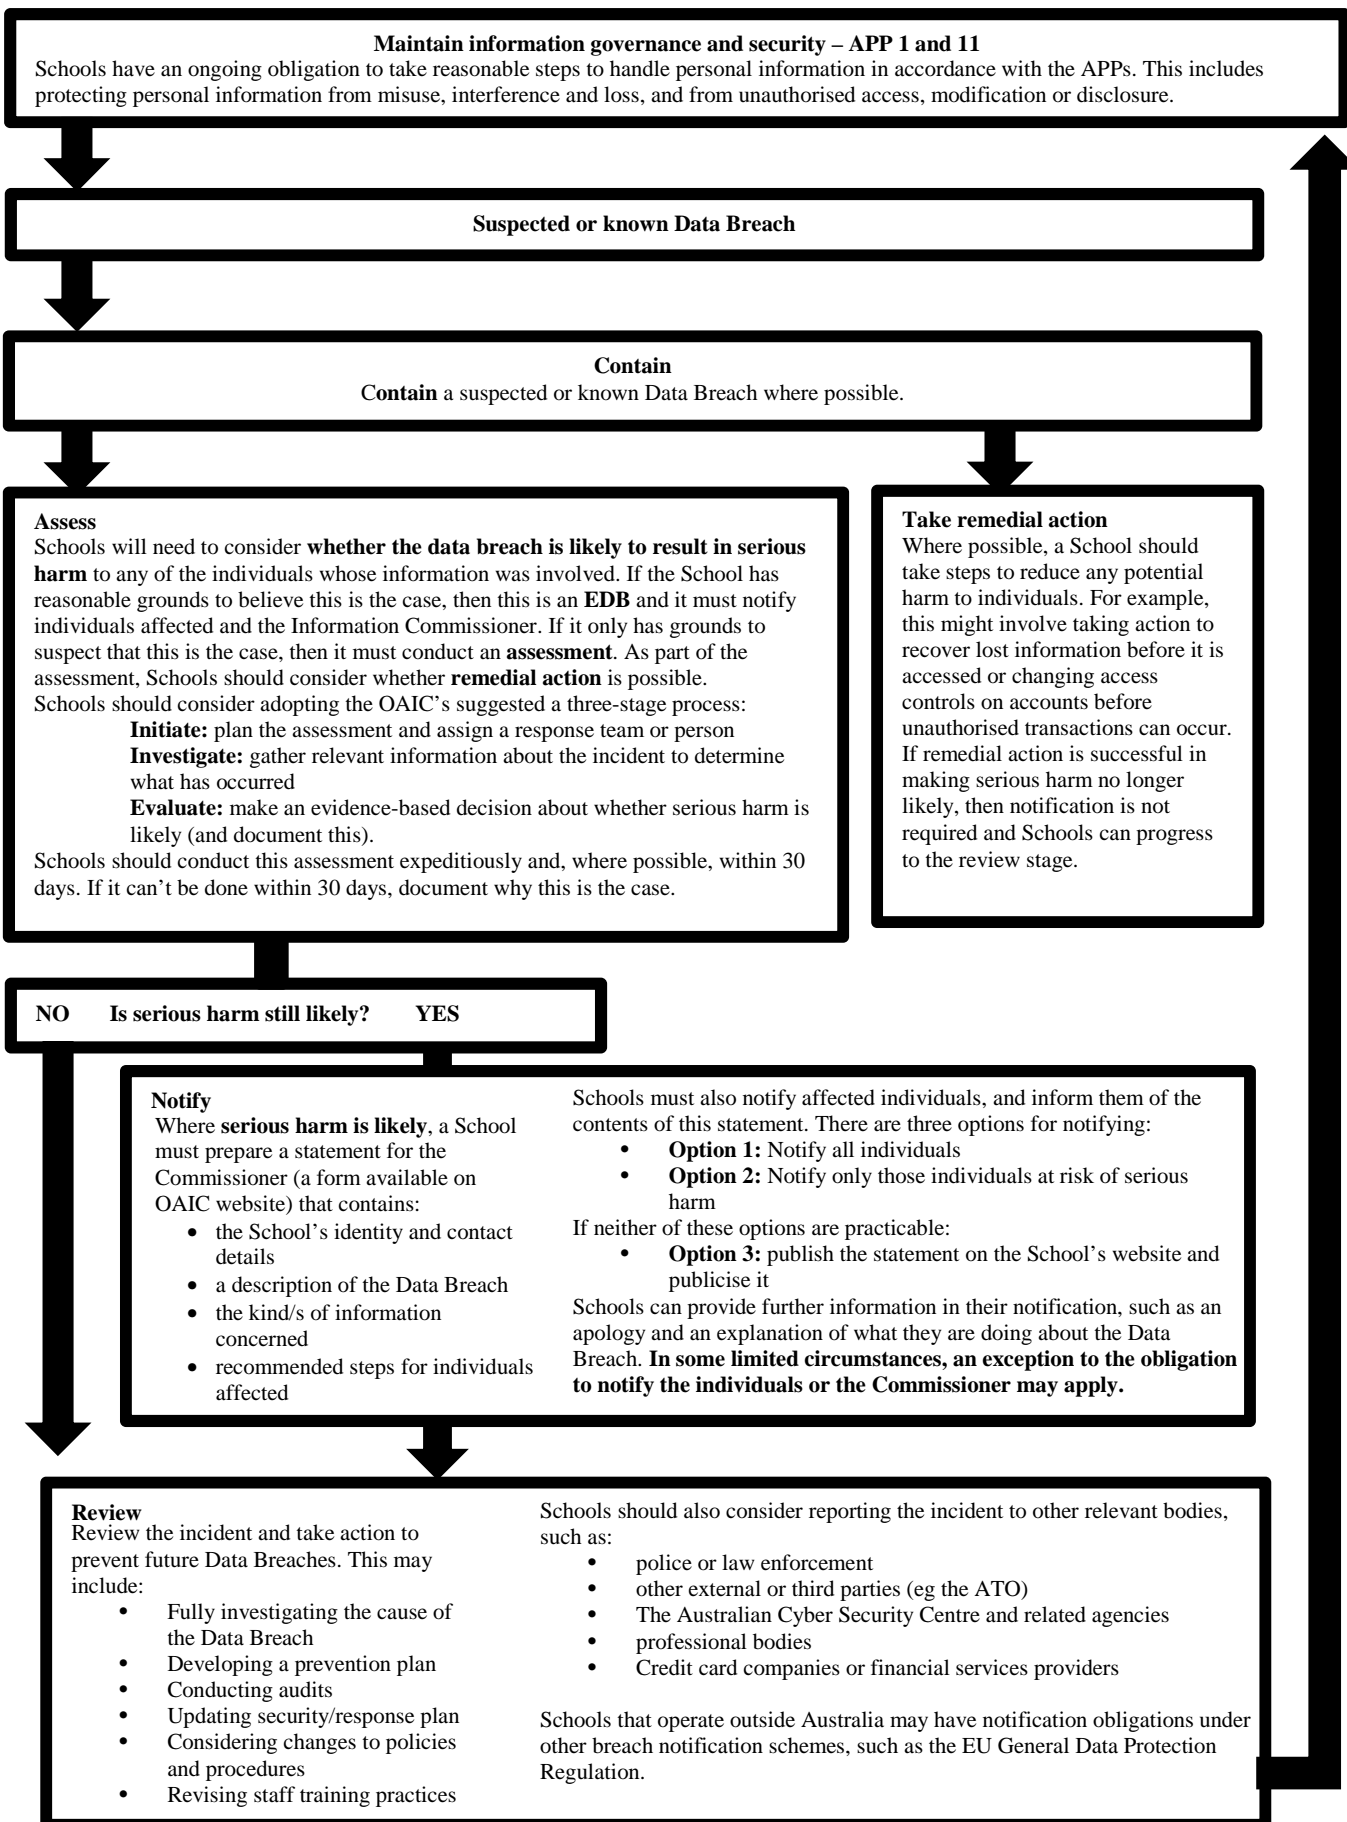 Maintain information governance and security – APP 1 and 11
Schools have an ongoing obligation to take reasonable steps to handle personal information in accordance with the APPs. This includes
protecting personal information from misuse, interference and loss, and from unauthorised access, modification or disclosure.
Suspected or known Data Breach
Contain
Contain a suspected or known Data Breach where possible.
Assess
Schools will need to consider whether the data breach is likely to result in serious
harm to any of the individuals whose information was involved. If the School has
reasonable grounds to believe this is the case, then this is an EDB and it must notify
individuals affected and the Information Commissioner. If it only has grounds to
suspect that this is the case, then it must conduct an assessment. As part of the
assessment, Schools should consider whether remedial action is possible.
Schools should consider adopting the OAIC’s suggested a three-stage process:
Initiate: plan the assessment and assign a response team or person
Investigate: gather relevant information about the incident to determine
what has occurred
Evaluate: make an evidence-based decision about whether serious harm is
likely (and document this).
Schools should conduct this assessment expeditiously and, where possible, within 30
days. If it can’t be done within 30 days, document why this is the case.
Take remedial action
Where possible, a School should
take steps to reduce any potential
harm to individuals. For example,
this might involve taking action to
recover lost information before it is
accessed or changing access
controls on accounts before
unauthorised transactions can occur.
If remedial action is successful in
making serious harm no longer
likely, then notification is not
required and Schools can progress
to the review stage.
NO Is serious harm still likely? YES
Notify
Where serious harm is likely, a School
must prepare a statement for the
Commissioner (a form available on
OAIC website) that contains:
• the School’s identity and contact
details
• a description of the Data Breach
• the kind/s of information
concerned
• recommended steps for individuals
affected
Schools must also notify affected individuals, and inform them of the
contents of this statement. There are three options for notifying:
• Option 1: Notify all individuals
• Option 2: Notify only those individuals at risk of serious
harm
If neither of these options are practicable:
• Option 3: publish the statement on the School’s website and
publicise it
Schools can provide further information in their notification, such as an
apology and an explanation of what they are doing about the Data
Breach. In some limited circumstances, an exception to the obligation
to notify the individuals or the Commissioner may apply.
Review
Review the incident and take action to
prevent future Data Breaches. This may
include:
• Fully investigating the cause of
the Data Breach
• Developing a prevention plan
• Conducting audits
• Updating security/response plan
• Considering changes to policies
and procedures
• Revising staff training practices
Schools should also consider reporting the incident to other relevant bodies,
such as:
• police or law enforcement
• other external or third parties (eg the ATO)
• The Australian Cyber Security Centre and related agencies
• professional bodies
• Credit card companies or financial services providers
Schools that operate outside Australia may have notification obligations under
other breach notification schemes, such as the EU General Data Protection
Regulation.